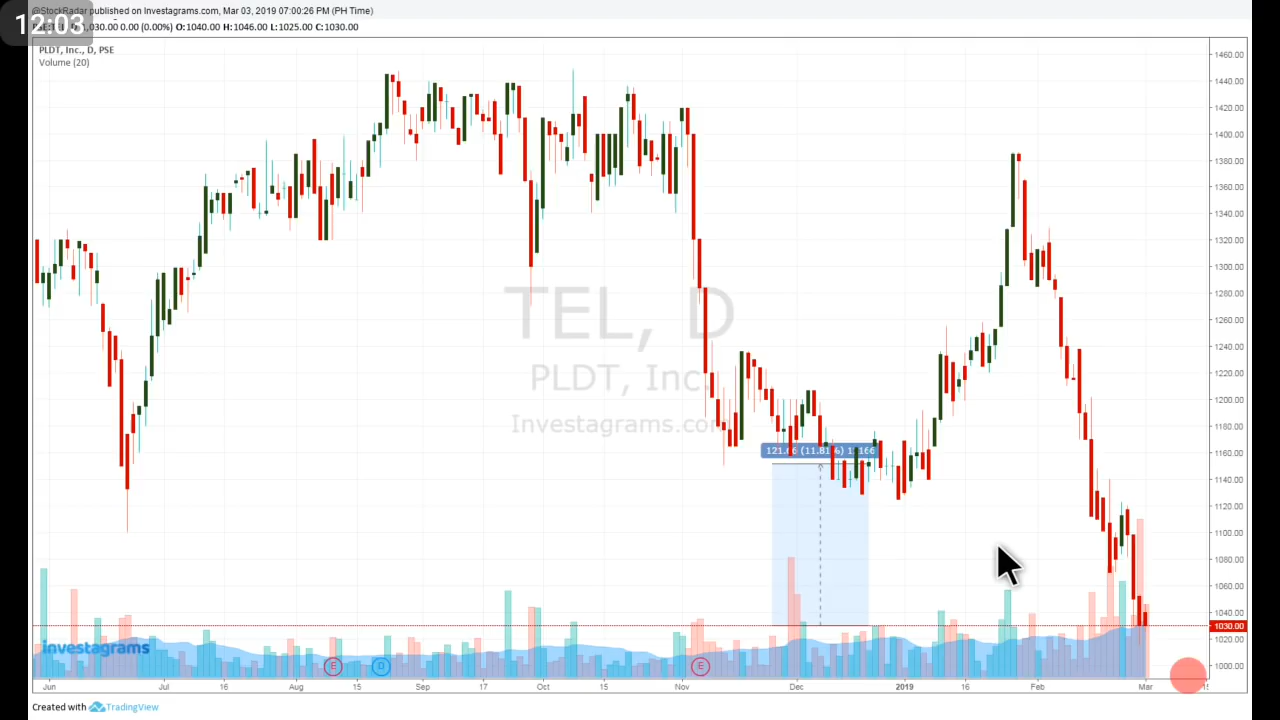 @StockRadar published on Investagrams.com, Mar 03, 2019 07:00:26 PM (PH Time)
12:03
1,030.00 0.00 (0.00%) O:1040.00 H:1046.00 L:1025.00 C:1030.00
PLDT, Inc., D, PSE
Volume (20)
1460.00
1440.00
1420.00
1400.00
1380.00
1360.00
1340.00
1320.00
1300.00
1280.00
1260.00
1240.00
1220.00
1200.00
1180.00
1160.00
1140.00
1120.00
1100.00
1080.00
1060.00
1040.00
1030.00
1020.00
1000.00
TEL, D
PLDT, Inc.
Investagrams.com
(11.81%)
investagrams
E D E
Jun Jul 16 Aug 15 Sep 17 Oct 15 Nov Dec 2019 16 Feb Mar
Created with TradingView